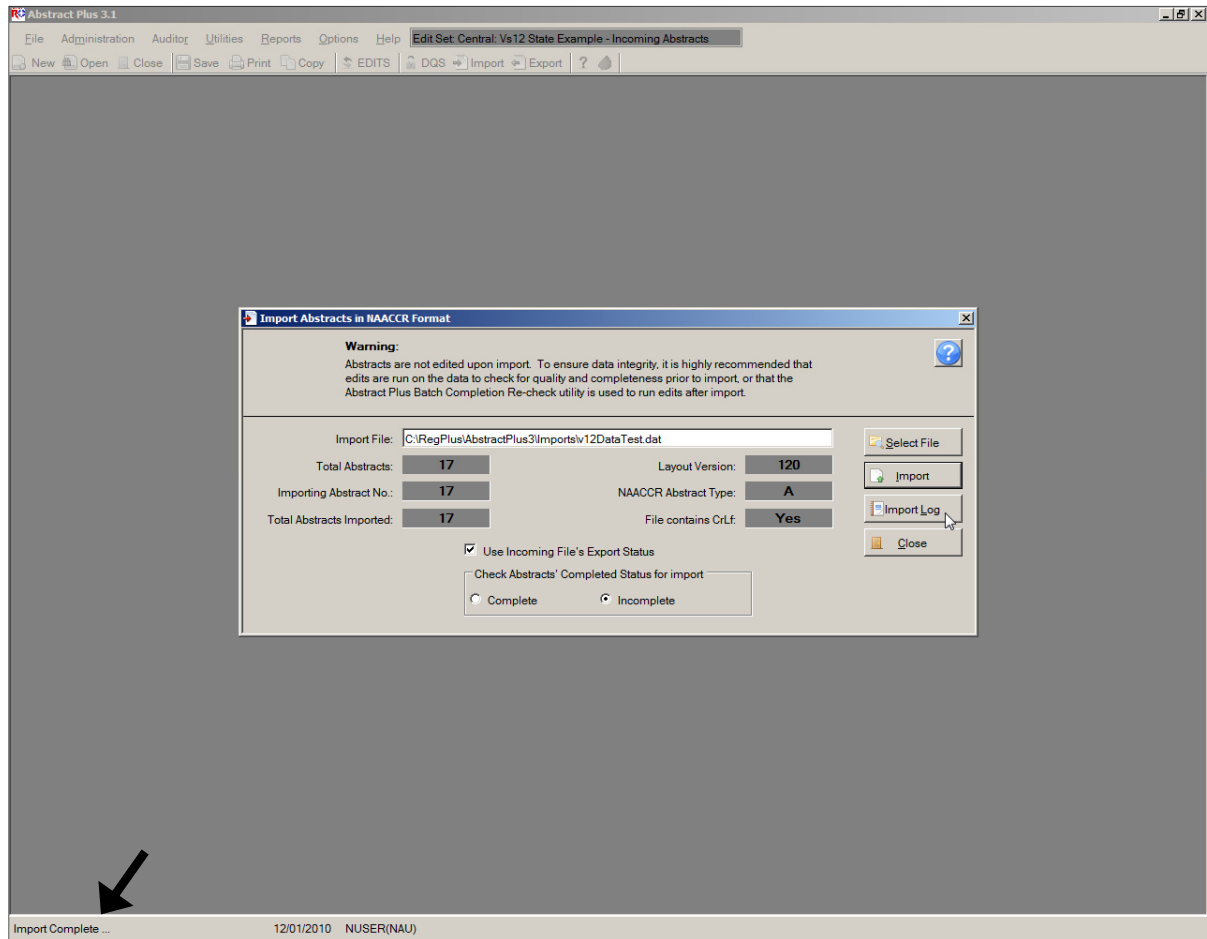 Abstract Plus 3.1
File Administration Auditor Utilities Reports Options Help Edit Set: Central: Vs12 State Example - Incoming Abstracts
New Open Close Save Print Copy EDITS DQS Import Export ?
Import Abstracts in NAACCR Format
Warning:
Abstracts are not edited upon import. To ensure data integrity, it is highly recommended that
edits are run on the data to check for quality and completeness prior to import, or that the
Abstract Plus Batch Completion Re-check utility is used to run edits after import.
?
Import File: C:\RegPlus\AbstractPlus3\Imports\v12DataTest.dat
Select File
Total Abstracts: 17 Layout Version: 120
Import
Importing Abstract No.: 17 NAACCR Abstract Type: A
Import Log
Total Abstracts Imported: 17 File contains CrLf: Yes
Close
Use Incoming File's Export Status
Check Abstracts' Completed Status for import
Complete Incomplete
Import Complete ... 12/01/2010 NUSER(NAU)